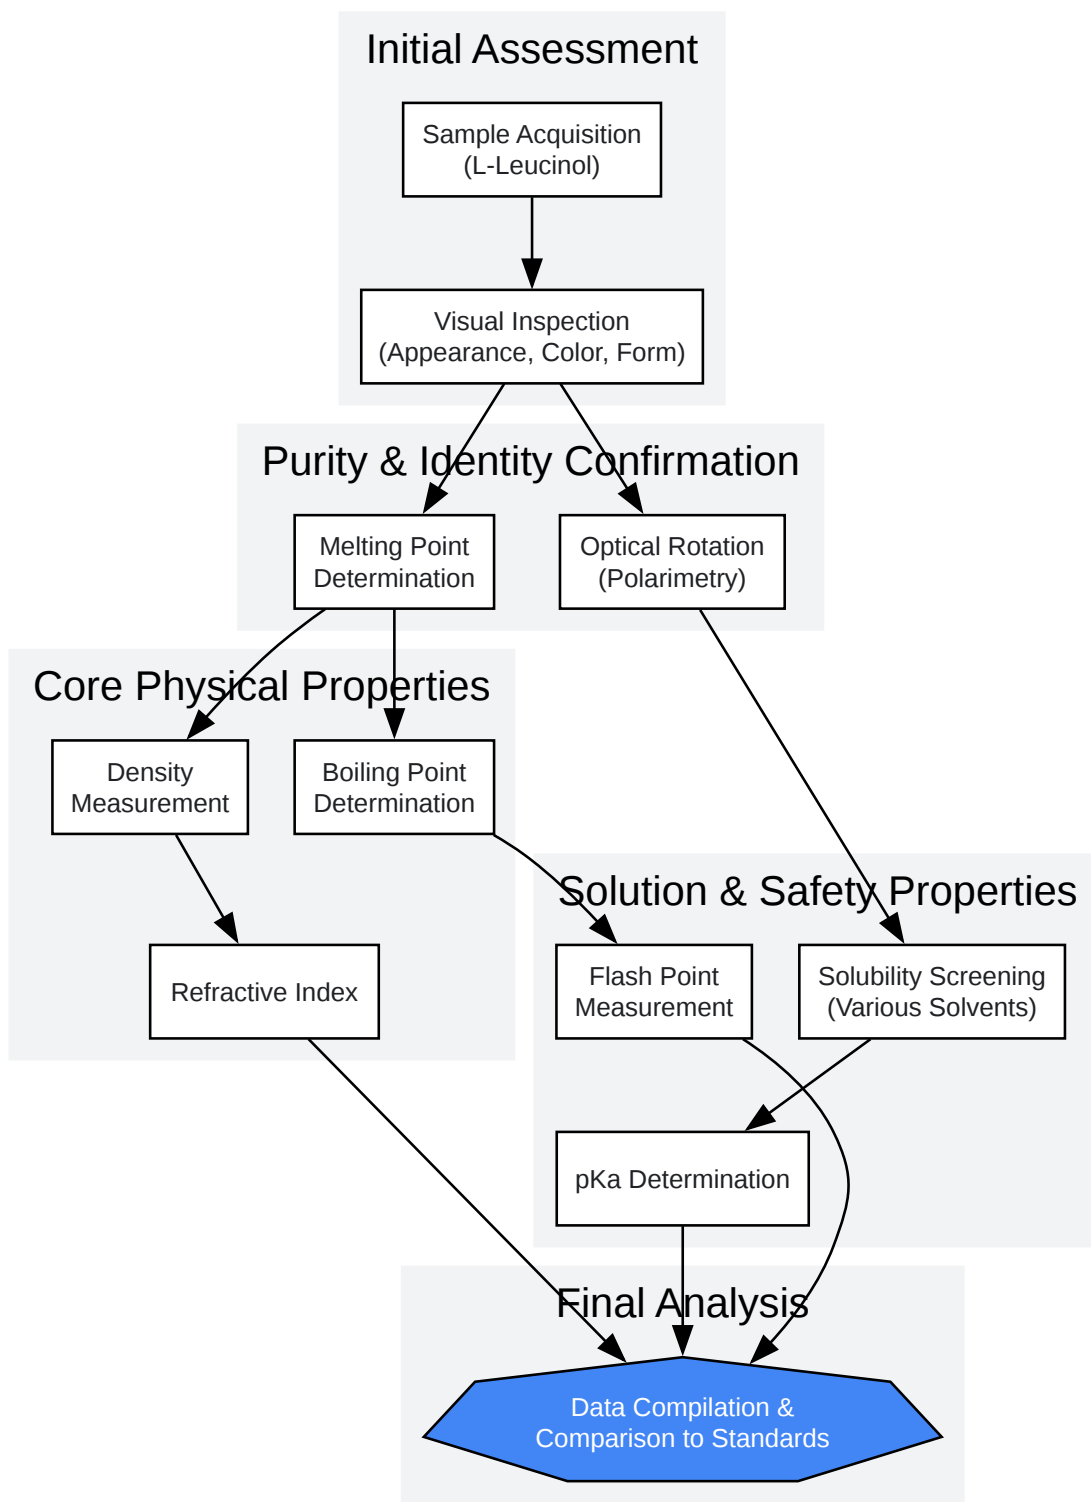 Initial Assessment
Sample Acquisition
(L-Leucinol)
Visual Inspection
(Appearance, Color, Form)
Purity & Identity Confirmation
Melting Point
Determination
Optical Rotation
(Polarimetry)
Core Physical Properties
Density
Measurement
Boiling Point
Determination
Refractive Index
Solution & Safety Properties
Flash Point
Measurement
Solubility Screening
(Various Solvents)
pKa Determination
Final Analysis
Data Compilation &
Comparison to Standards